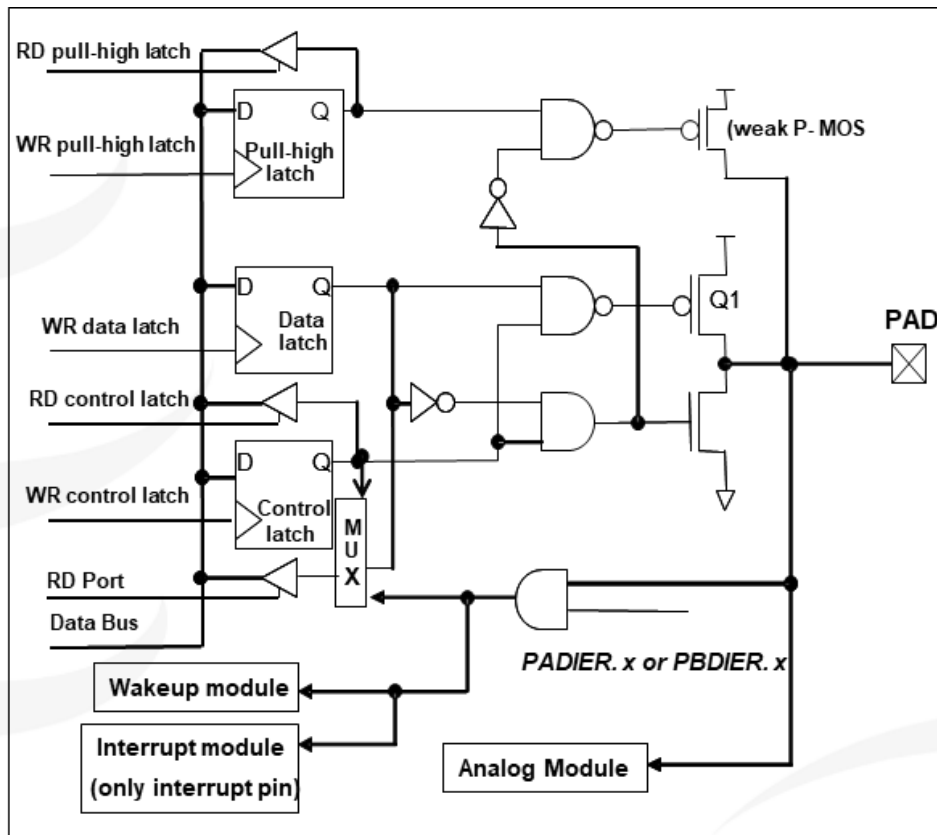 RD pull-high latch
D
Q
WR pull-high latch
Pull-high
latch
(weak P- MOS
D
Q
Data
latch
WR data latch
Q1
PAD
RD control latch
D
Q
WR control latch
Control
latch
M
U
X
RD Port
Data Bus
PADIER. x or PBDIER. x
Wakeup module
Interrupt module
(only interrupt pin)
Analog Module